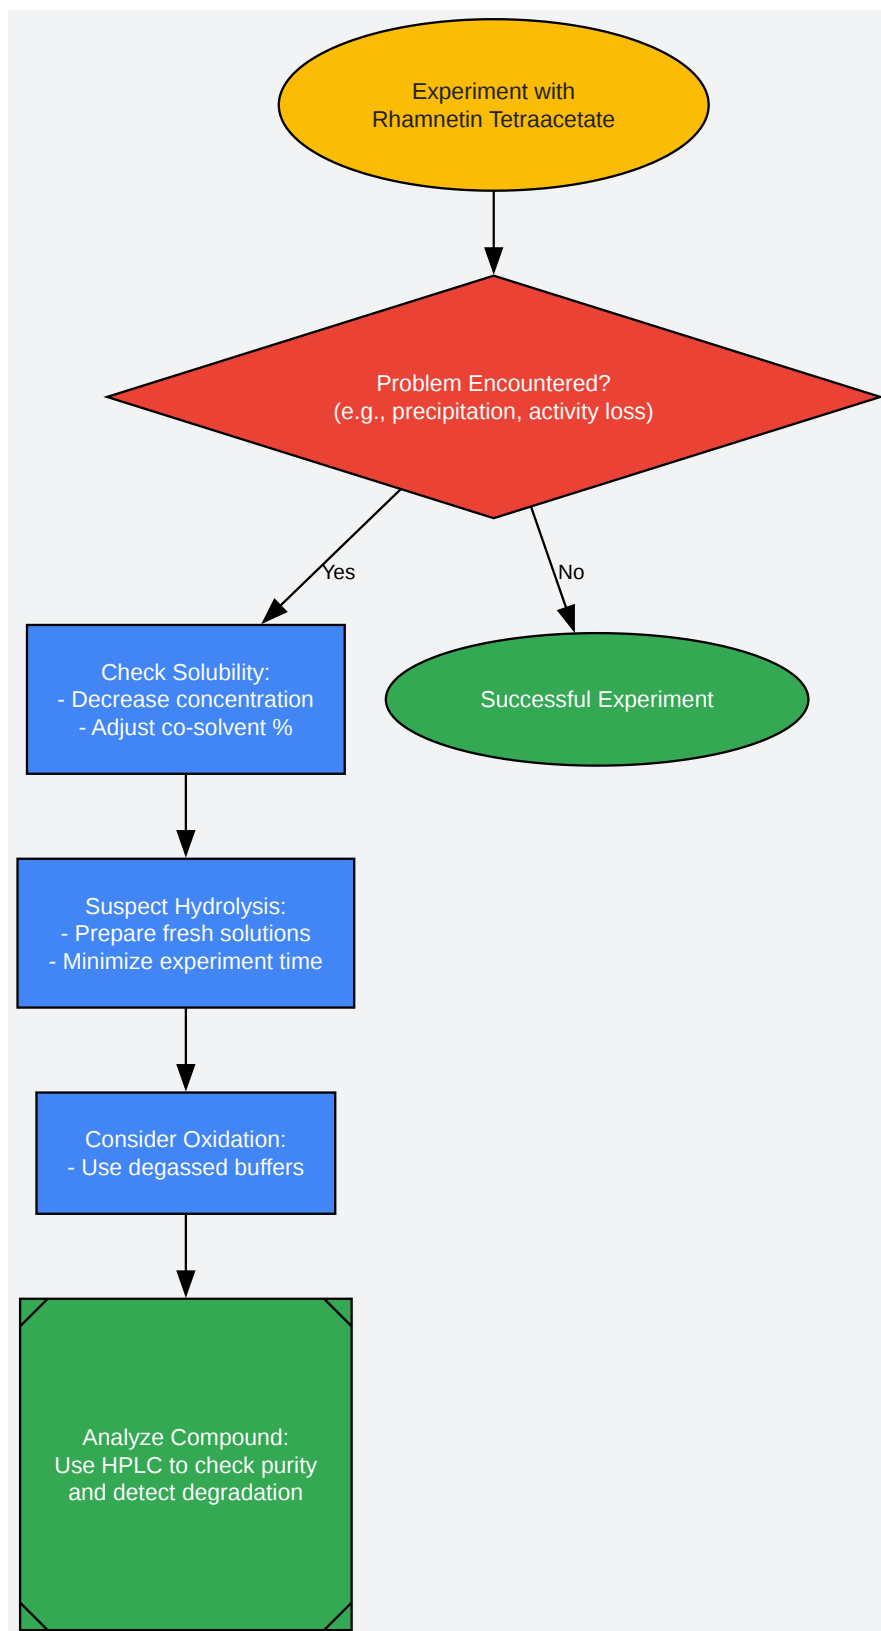 Experiment with
Rhamnetin Tetraacetate
Problem Encountered?
(e.g., precipitation, activity loss)
Yes
No
Check Solubility:
- Decrease concentration
- Adjust co-solvent %
Successful Experiment
Suspect Hydrolysis:
- Prepare fresh solutions
- Minimize experiment time
Consider Oxidation:
- Use degassed buffers
Analyze Compound:
Use HPLC to check purity
and detect degradation